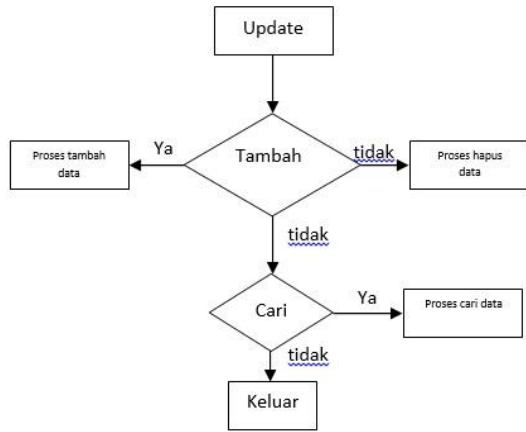 Update
Ya
Tambah
tidak
Proses tambah
data
Proses hapus
data
tidak
Cari
Ya
Proses cari data
tidak
Keluar